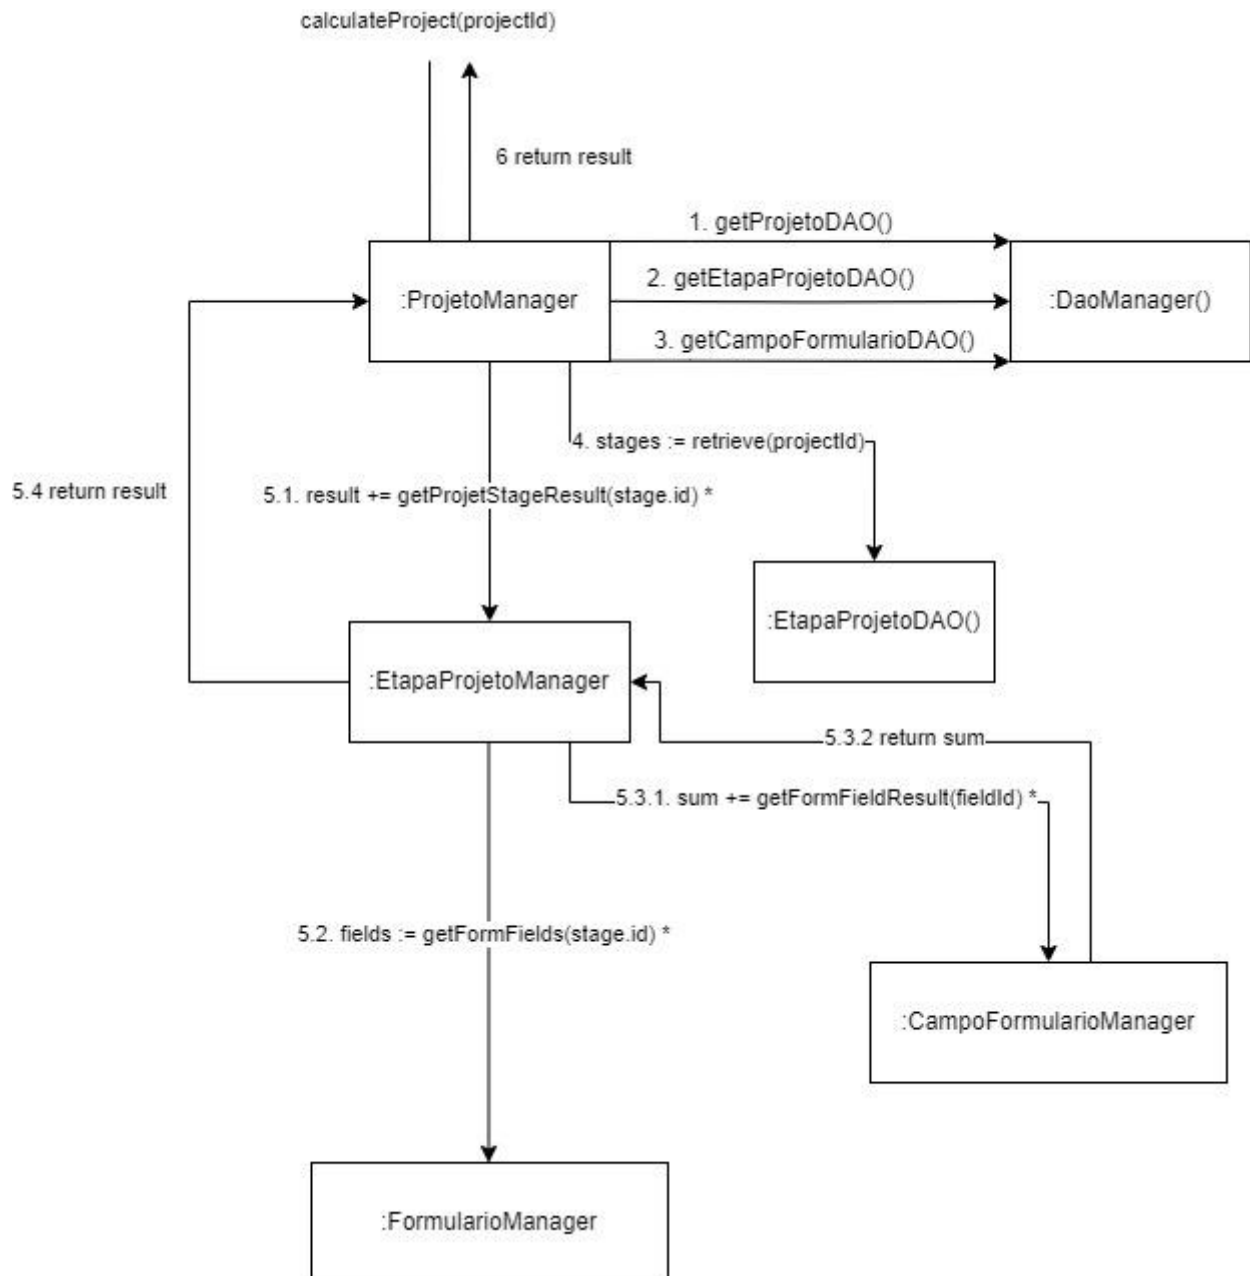 calculateProject(projectId)
6 return result
1. getProjetoDAO()
:ProjetoManager
2. getEtapaProjetoDAO()
:DaoManager()
3. getCampoFormularioDAO()
4. stages := retrieve(projectId)
5.4 return result
5.1. result += getProjetStageResult(stage.id) *
:EtapaProjetoDAO()
:EtapaProjetoManager
5.3.2 return sum
5.3.1. sum += getFormFieldResult(fieldId) *
5.2. fields := getFormFields(stage.id) *
:CampoFormularioManager
:FormularioManager